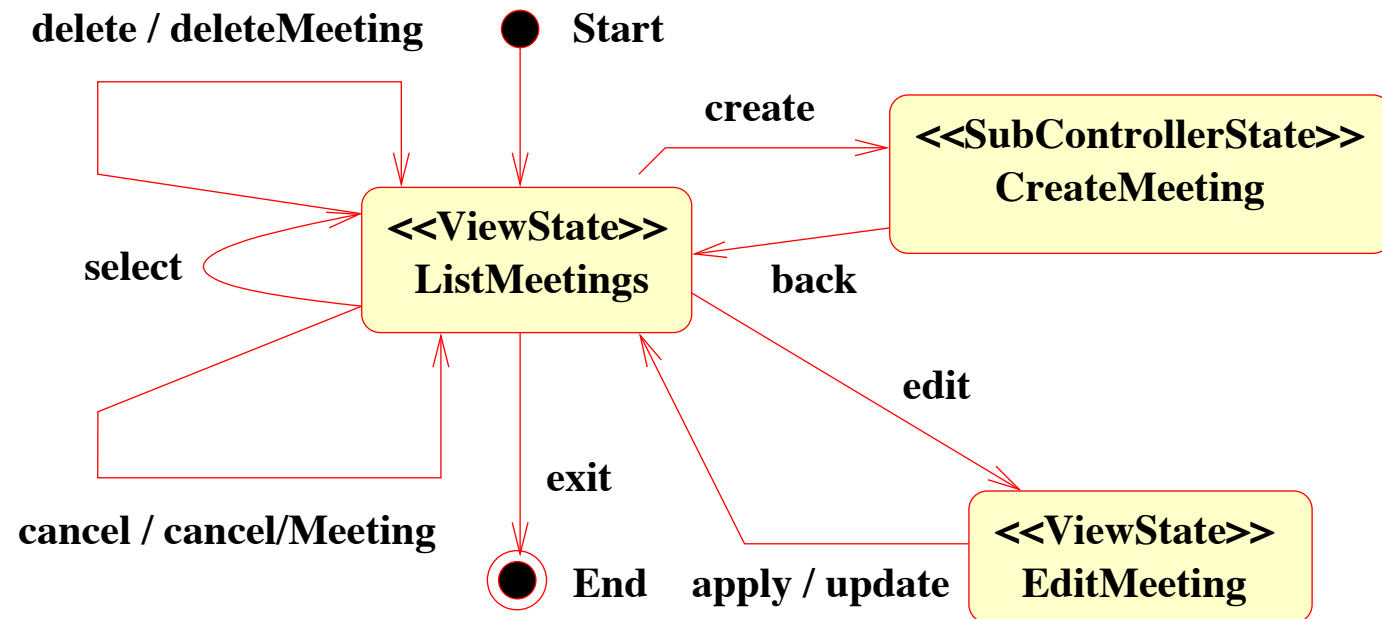 delete / deleteMeeting
Start
create
<<SubControllerState>>
CreateMeeting
<<ViewState>>
ListMeetings
select
back
edit
exit
cancel / cancel/Meeting
<<ViewState>>
EditMeeting
End
apply / update